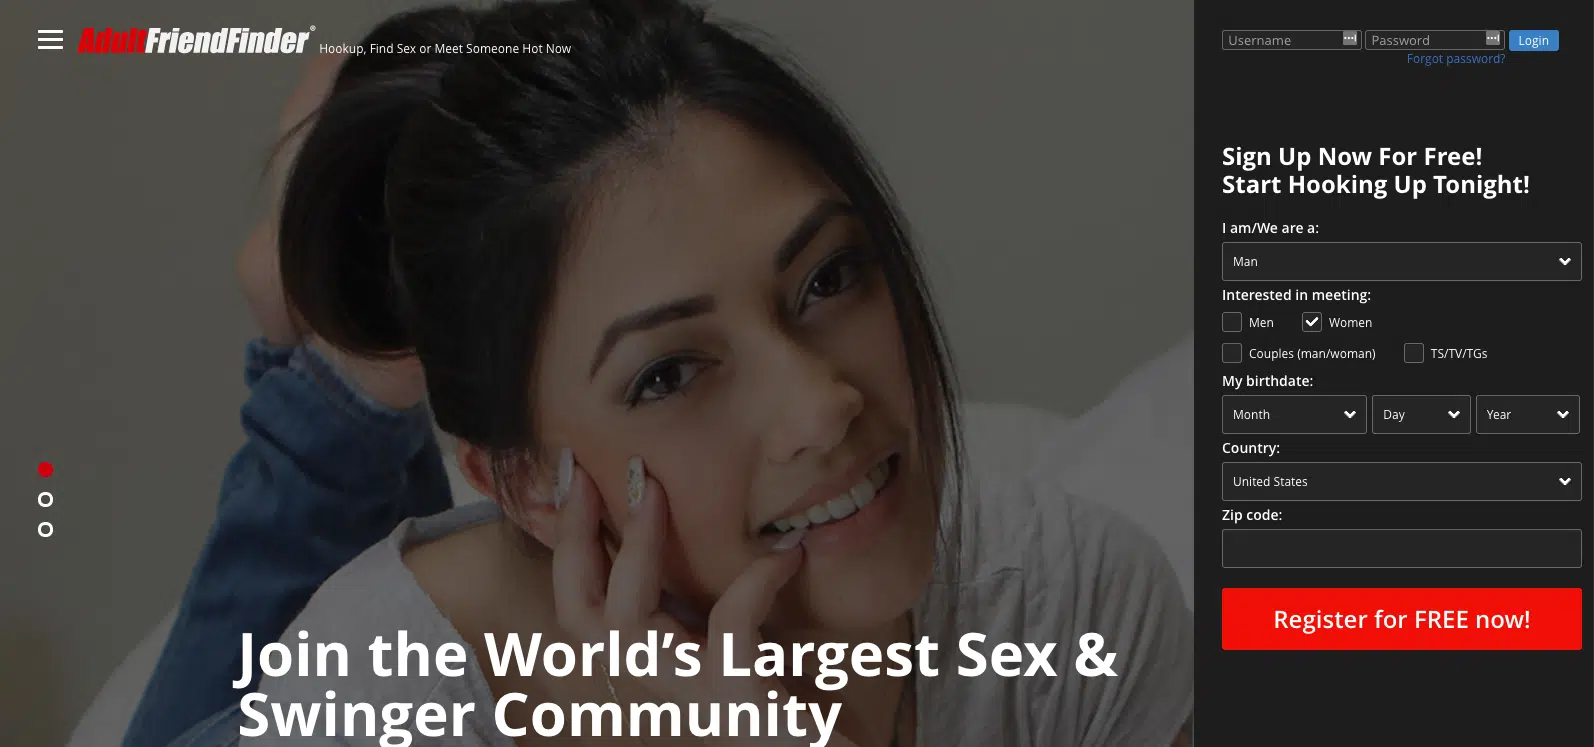 AdultFriendFinder®
Hookup, Find Sex or Meet Someone Hot Now
Username
Password
Login
Forgot password?
Sign Up Now For Free!
Start Hooking Up Tonight!
I am/We are a:
Man
Interested in meeting:
Men Women
Couples (man/woman) TS/TV/TGs
My birthdate:
Month Day Year
Country:
United States
Zip code:
Register for FREE now!
Join the World's Largest Sex &
Swinger Community